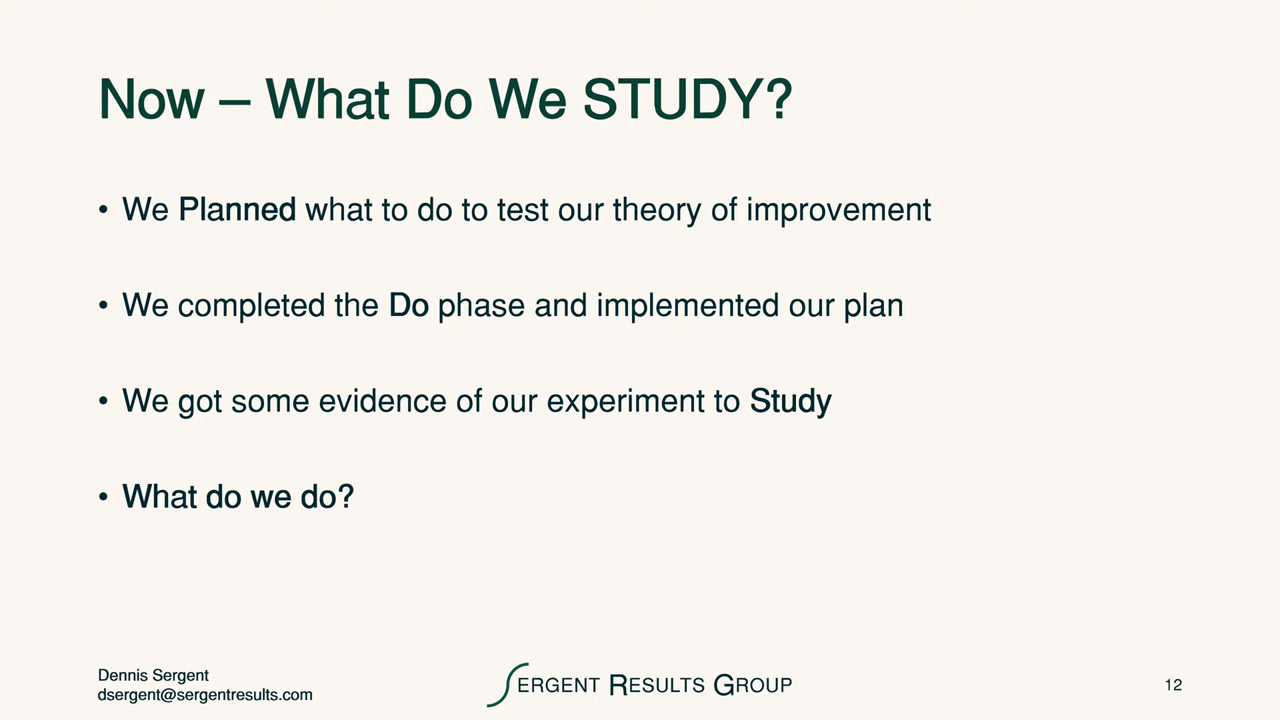 Now – What Do We STUDY?
• We Planned what to do to test our theory of improvement
• We completed the Do phase and implemented our plan
• We got some evidence of our experiment to Study
• What do we do?
Dennis Sergent
dsergent@sergentresults.com
SERGENT RESULTS GROUP
12